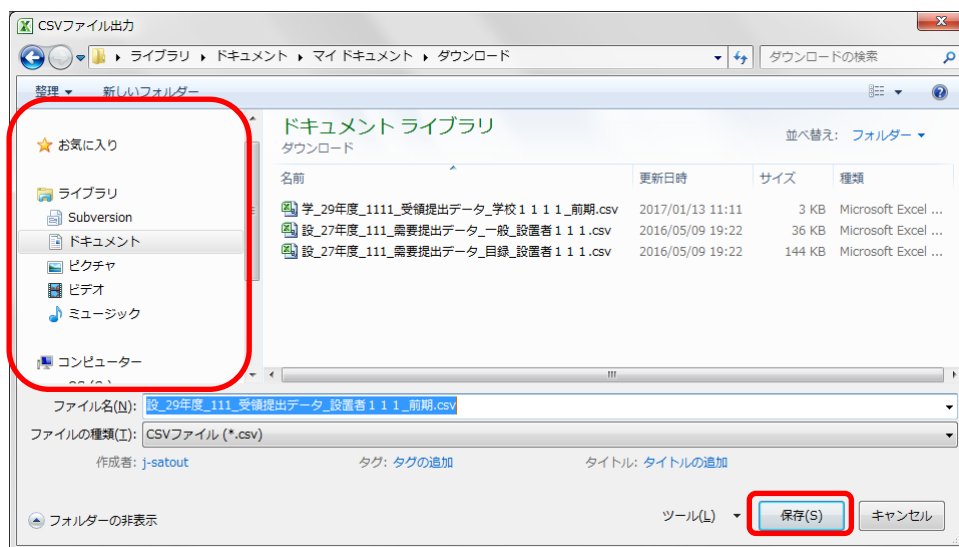 CSVファイル出力
ライブラリ ドキュメント マイ ドキュメント ダウンロード
ダウンロードの検索
整理 新しいフォルダー
お気に入り
ライブラリ
Subversion
ドキュメント
ピクチャ
ビデオ
ミュージック
コンピューター
ドキュメント ライブラリ
ダウンロード
並べ替え: フォルダー
名前 更新日時 サイズ 種類
学_29年度_1111_受領提出データ_学校１１１１_前期.csv 2017/01/13 11:11 3 KB Microsoft Excel ...
設_27年度_111_需要提出データ_一般_設置者１１１.csv 2016/05/09 19:22 36 KB Microsoft Excel ...
設_27年度_111_需要提出データ_目録_設置者１１１.csv 2016/05/09 19:22 144 KB Microsoft Excel ...
ファイル名(N): 設_29年度_111_受領提出データ_設置者１１１_前期.csv
ファイルの種類(T): CSVファイル (*.csv)
作成者: j-satout タグ: タグの追加 タイトル: タイトルの追加
フォルダーの非表示
ツール(L) 保存(S) キャンセル